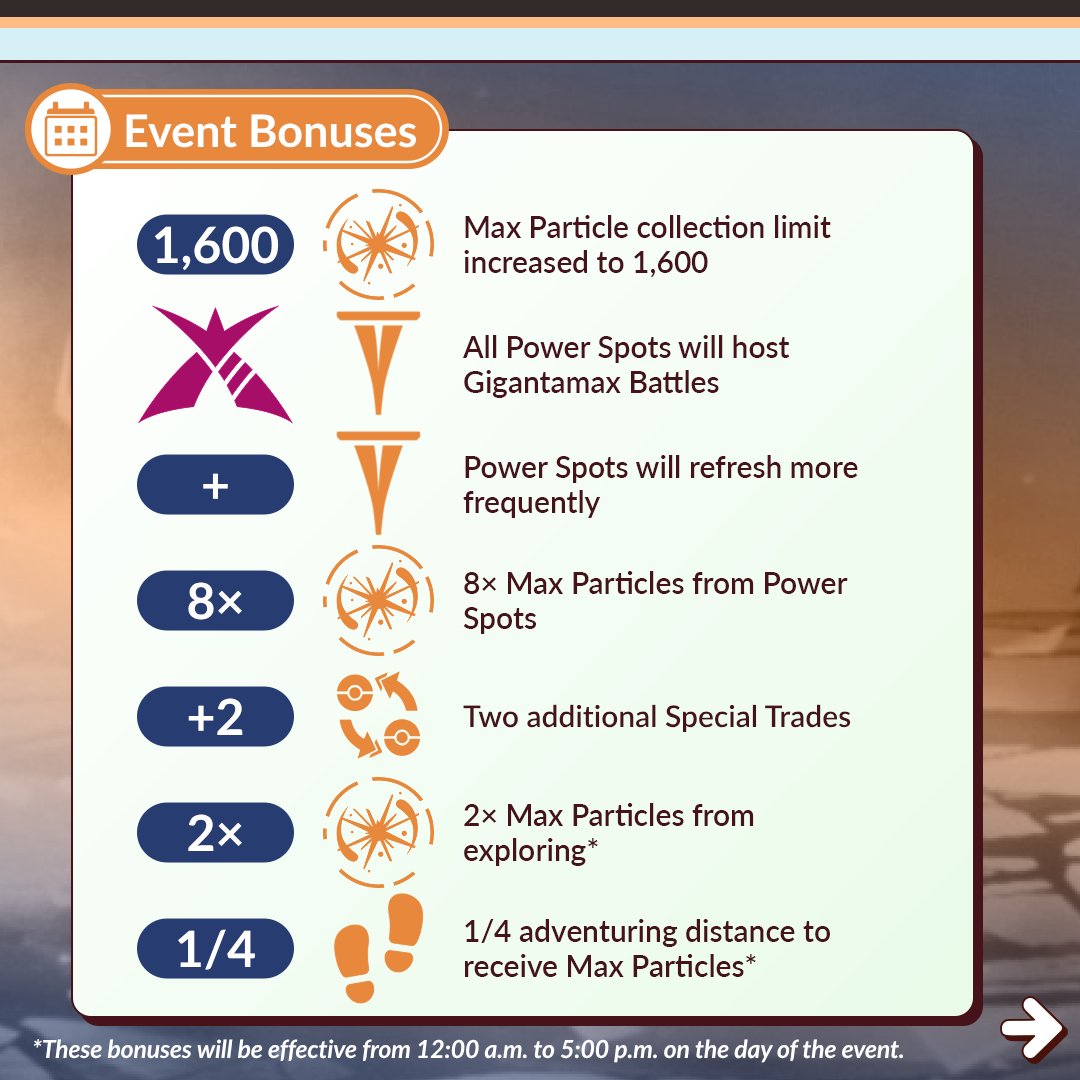 Event Bonuses
1,600
Max Particle collection limit
increased to 1,600
All Power Spots will host
Gigantamax Battles
+
Power Spots will refresh more
frequently
8×
8× Max Particles from Power
Spots
+2
Two additional Special Trades
2×
2× Max Particles from
exploring*
1/4
1/4 adventuring distance to
receive Max Particles*
*These bonuses will be effective from 12:00 a.m. to 5:00 p.m. on the day of the event.